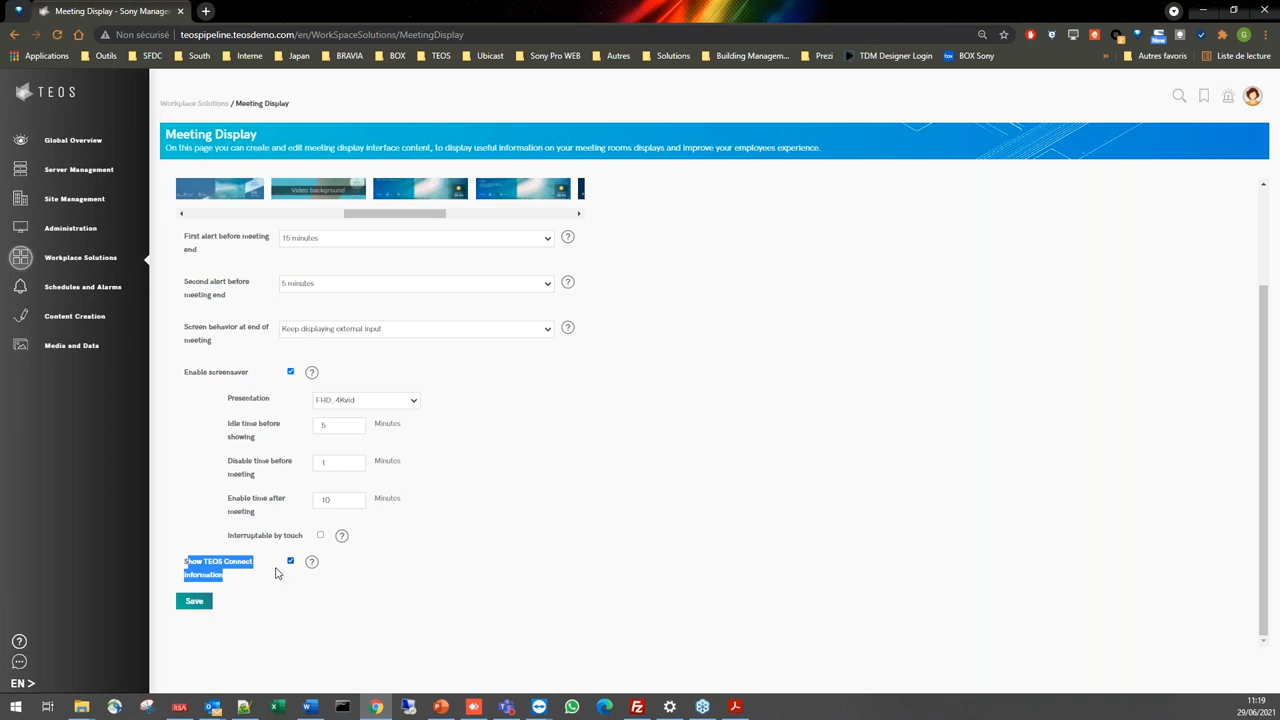 TEOS Manager - Sony Manager
Non sécurisé
teospipeline.teosdemo.com/en/WorkSpaceSolutions/MeetingDisplay
G
New
Applications
Outils
SFDC
South
Interne
Japan
BRAVIA
BOX
TEOS
Ubicast
Sony Pro WEB
Autres
Solutions
Building Managem...
Prezi
TDM Designer Login
box
BOX Sony
Autres favoris
Liste de lecture
TEOS
Global Overview
Server Management
Site Management
Administration
Workplace Solutions
Schedules and Alarms
Content Creation
Media and Data
EN >
Workplace Solutions / Meeting Display
Meeting Display
On this page you can create and edit meeting display interface content, to display useful information on your meeting rooms displays and improve your employees experience.
Video background
First alert before meeting
end
15 minutes
Second alert before
meeting end
5 minutes
Screen behavior at end of
meeting
Keep displaying external input
Enable screensaver
Presentation
FHD_4Kvid
Idle time before
showing
5
Minutes
Disable time before
meeting
1
Minutes
Enable time after
meeting
10
Minutes
Interruptable by touch
Show TEOS Connect
information
Save
RSA
11:19
29/06/2021